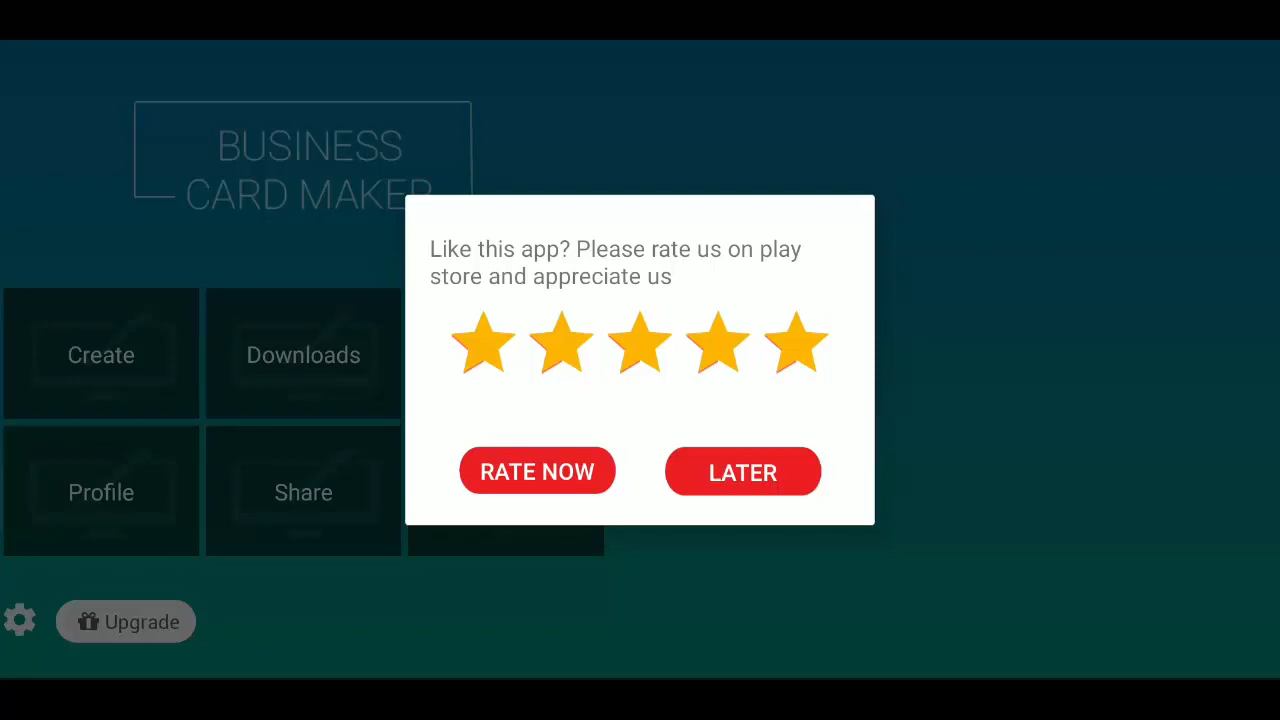 BUSINESS
CARD MAKER
Like this app? Please rate us on play
store and appreciate us
Create
Downloads
RATE NOW
LATER
Profile
Share
Upgrade